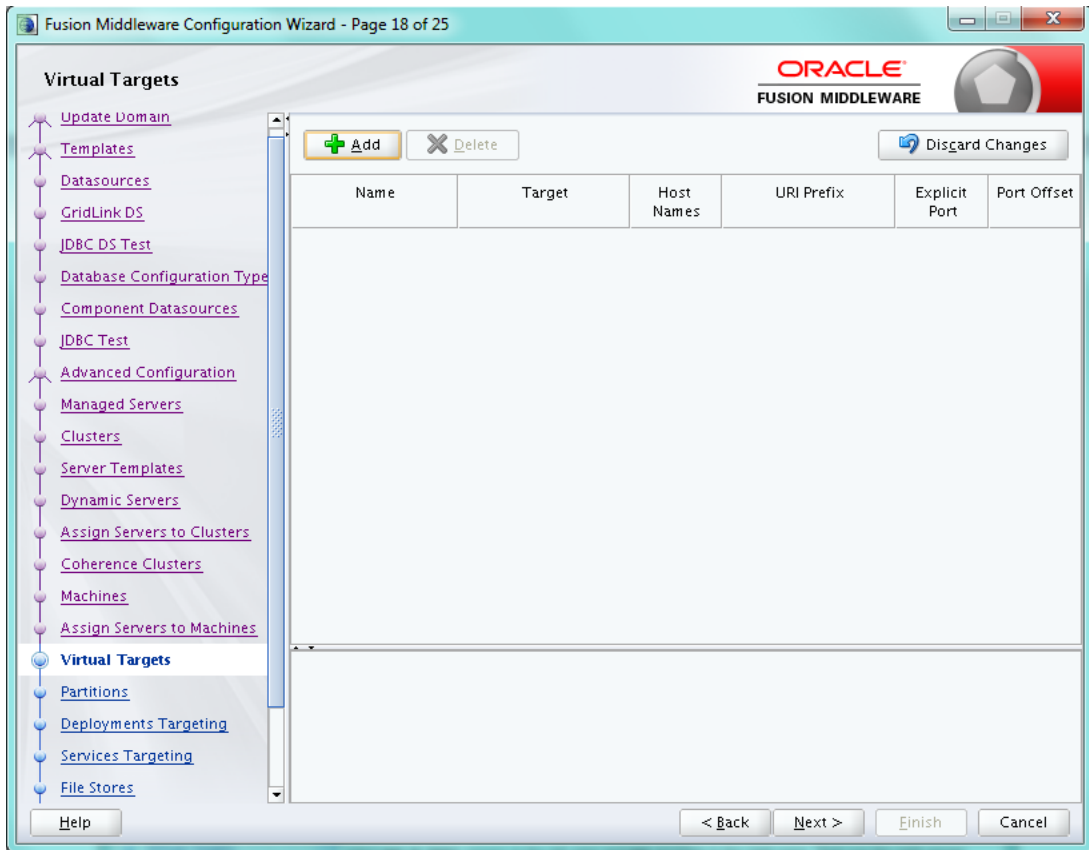 Fusion Middleware Configuration Wizard - Page 18 of 25
Virtual Targets
ORACLE
FUSION MIDDLEWARE
Update Domain
Templates
Datasources
GridLink DS
JDBC DS Test
Database Configuration Type
Component Datasources
JDBC Test
Advanced Configuration
Managed Servers
Clusters
Server Templates
Dynamic Servers
Assign Servers to Clusters
Coherence Clusters
Machines
Assign Servers to Machines
Virtual Targets
Partitions
Deployments Targeting
Services Targeting
File Stores
Add Delete Discard Changes
Name Target Host Names URI Prefix Explicit Port Port Offset
Help < Back Next > Finish Cancel